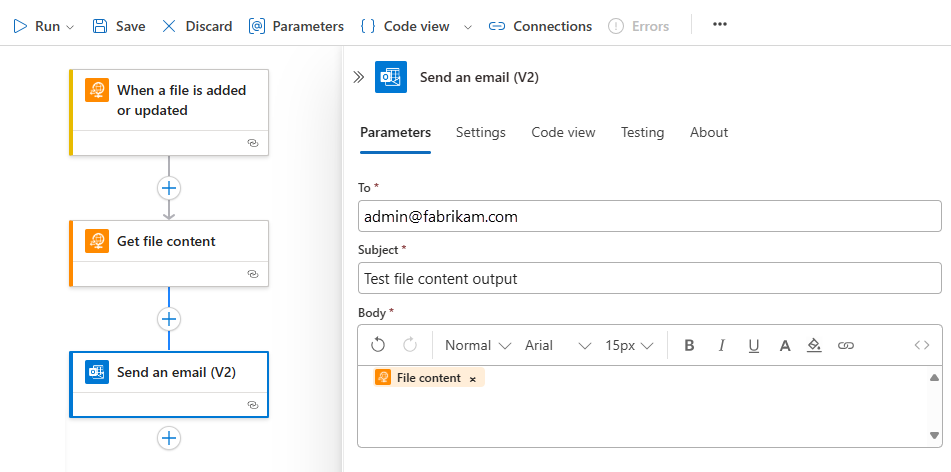 Run Save Discard Parameters Code view Connections Errors ...
When a file is added
or updated
Get file content
Send an email (V2)
Send an email (V2)
Parameters Settings Code view Testing About
To *
admin@fabrikam.com
Subject *
Test file content output
Body *
Normal Arial 15px B I U A
File content ×